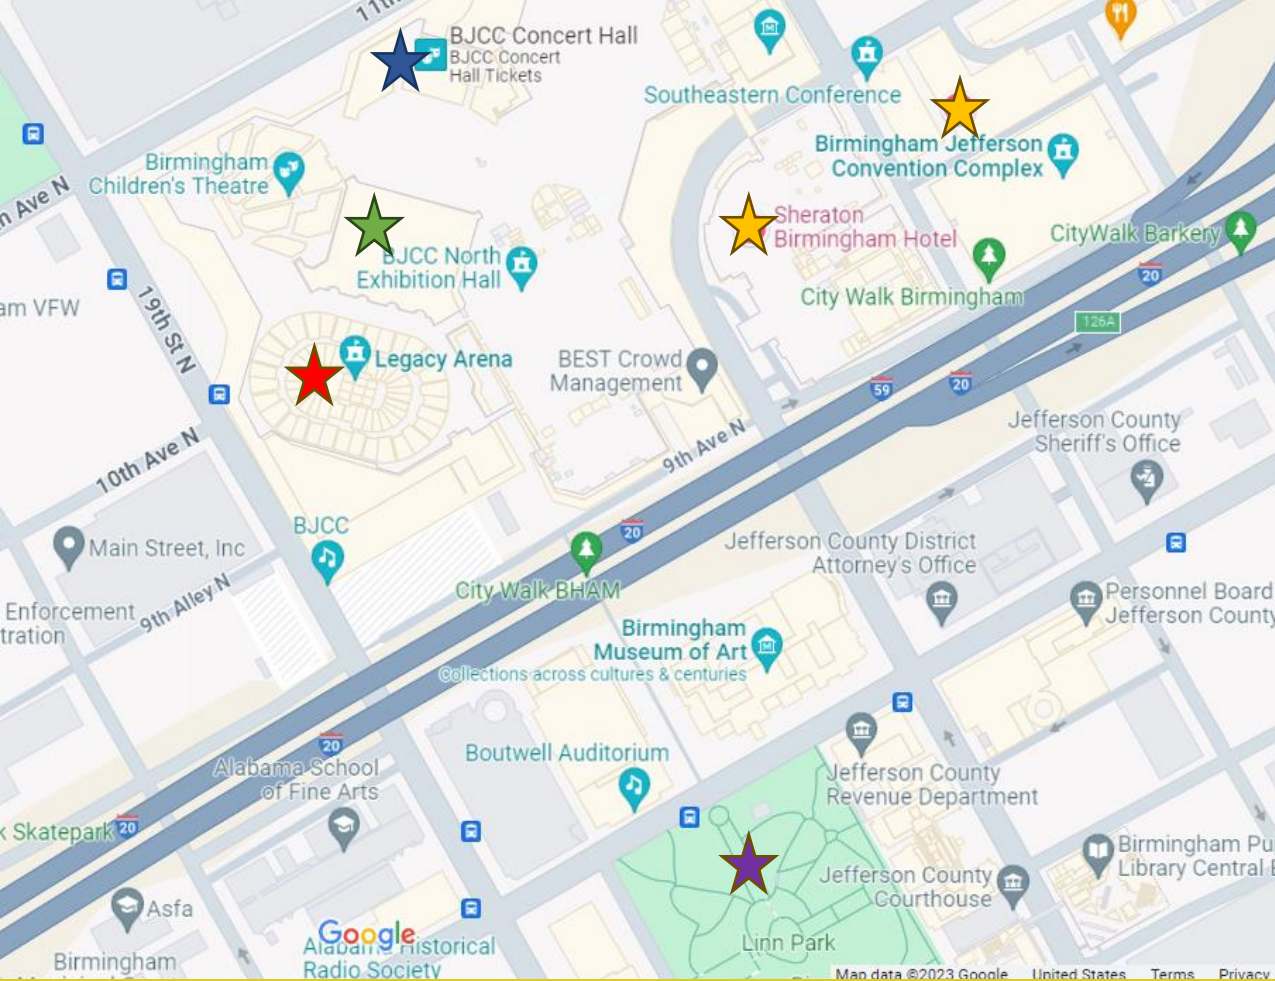 11th
BJCC Concert Hall
BJCC Concert
Hall Tickets
Southeastern Conference
Birmingham Jefferson
Convention Complex
Birmingham
Children's Theatre
n Ave N
Sheraton
Birmingham Hotel
CityWalk Barkery
BJCC North
Exhibition Hall
20
City Walk Birmingham
126A
am VFW
19th St N
Legacy Arena
BEST Crowd
Management
59
20
Jefferson County
Sheriff's Office
9th Ave N
10th Ave N
BJCC
20
Main Street, Inc
Jefferson County District
Attorney's Office
City Walk BHAM
9th Alley N
Enforcement
tration
Personnel Board
Jefferson County
Birmingham
Museum of Art
Collections across cultures & centuries
20
Boutwell Auditorium
Alabama School
of Fine Arts
Jefferson County
Revenue Department
k Skatepark
20
Birmingham Pu
Library Central
Jefferson County
Courthouse
Asfa
Google
Alabama Historical
Radio Society
Linn Park
Birmingham
Map data ©2023 Google United States Terms Privacy